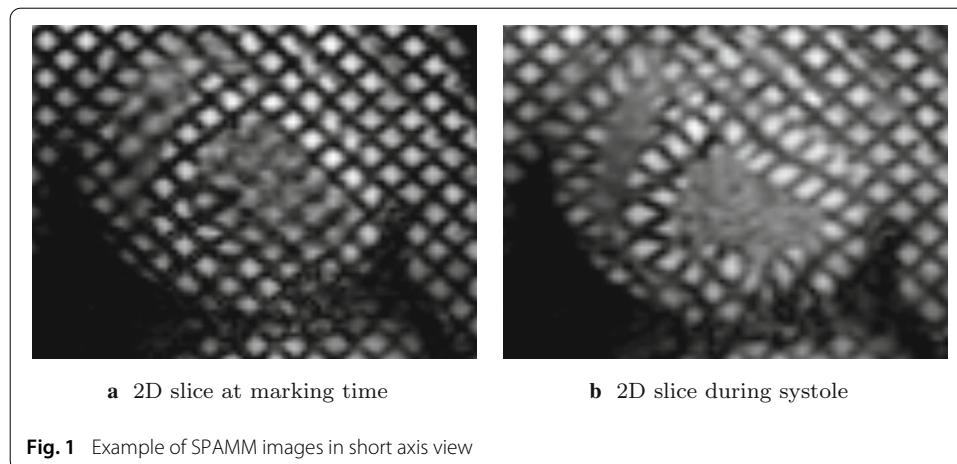 a 2D slice at marking time
b 2D slice during systole
Fig. 1 Example of SPAMM images in short axis view